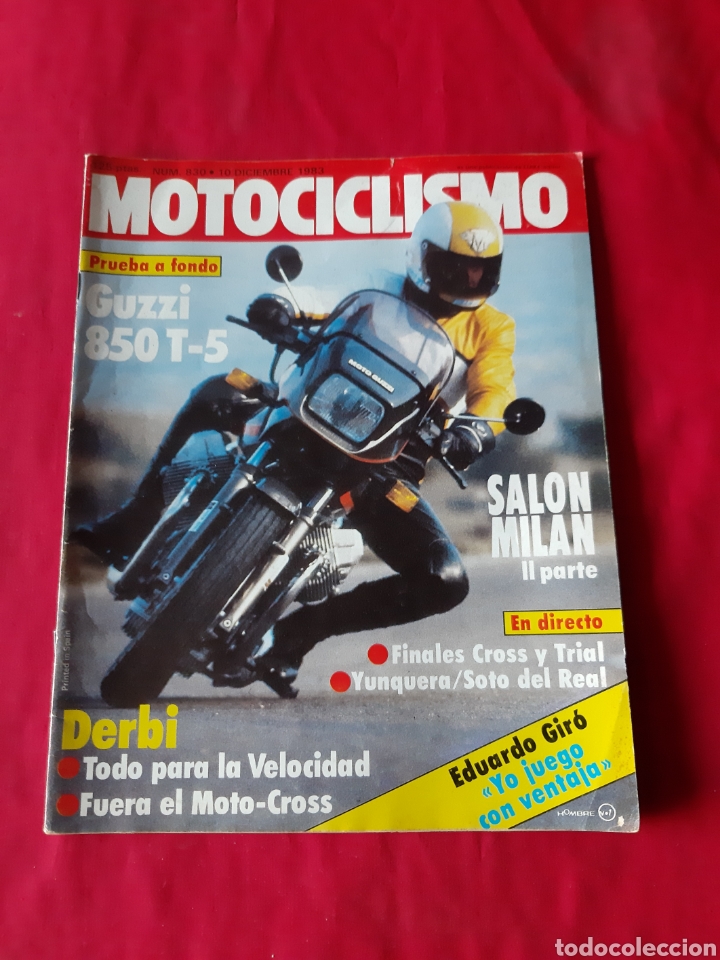 NUM. 830 • 10 DICIEMBRE 1983
MOTOCICLISMO
Prueba a fondo
Guzzi
850 T-5
MOTO GUZZI
SALON
MILAN
II parte
En directo
Finales Cross y Trial
Yunquera/Soto del Real
Printed in Spain
Derbi
Todo para la Velocidad
Fuera el Moto-Cross
Eduardo Giró
«Yo juego
con ventaja»
HOMBRE
todocoleccion